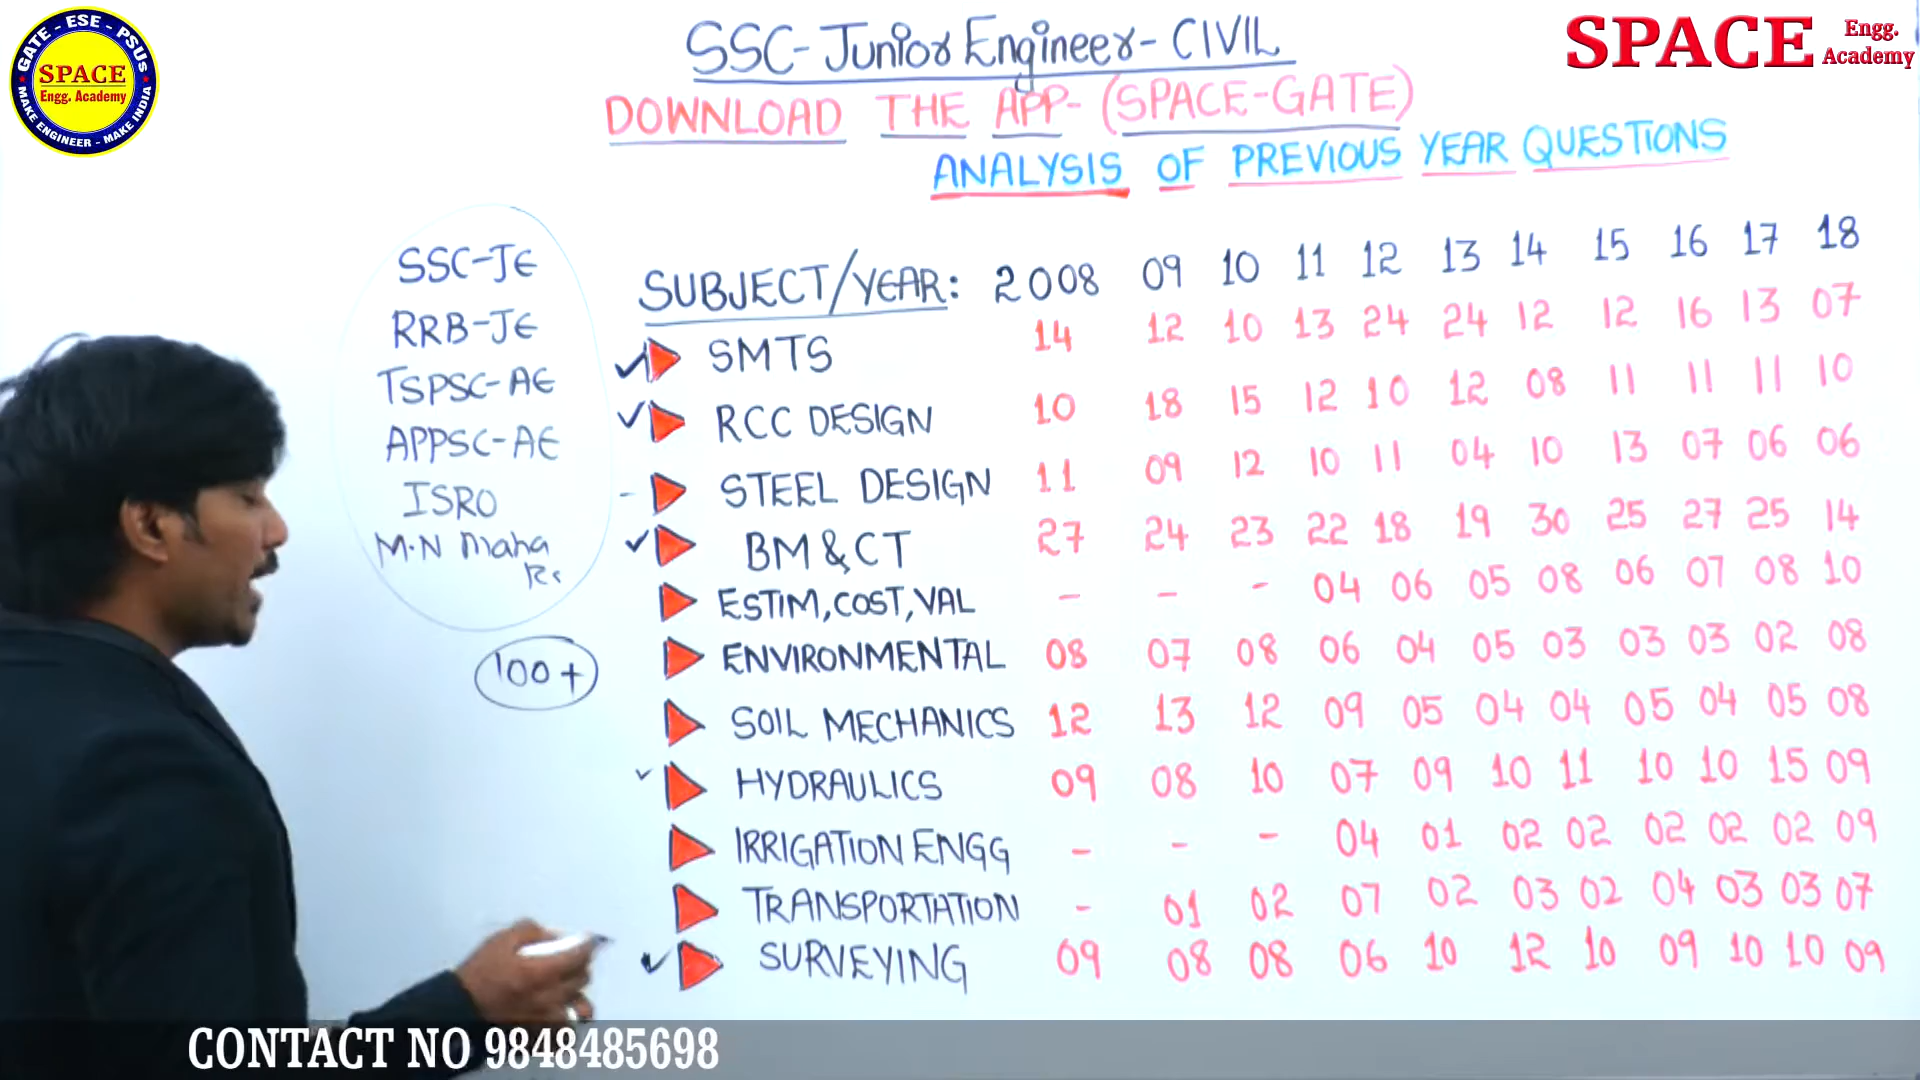 GATE - ESE - PSUs
SPACE
Engg. Academy
MAKE ENGINEER - MAKE INDIA
SPACE Engg. Academy
SSC-Junior Engineer-CIVIL
DOWNLOAD THE APP-(SPACE-GATE)
ANALYSIS OF PREVIOUS YEAR QUESTIONS
SSC-JE
RRB-JE
TSPSC-AE
APPSC-AE
ISRO
M.N Maha
100+
SUBJECT/YEAR: 2008 09 10 11 12 13 14 15 16 17 18
SMTS 14 12 10 13 24 24 12 12 16 13 07
RCC DESIGN 10 18 15 12 10 12 08 11 11 11 10
STEEL DESIGN 11 09 12 10 11 04 10 13 07 06 06
BM&CT 27 24 23 22 18 19 30 25 27 25 14
ESTIM,COST,VAL - - - 04 06 05 08 06 07 08 10
ENVIRONMENTAL 08 07 08 06 04 05 03 03 03 02 08
SOIL MECHANICS 12 13 12 09 05 04 04 05 04 05 08
HYDRAULICS 09 08 10 07 09 10 11 10 10 15 09
IRRIGATION ENGG - - - 04 01 02 02 02 02 02 09
TRANSPORTATION - 01 02 07 02 03 02 04 03 03 07
SURVEYING 09 08 08 06 10 12 10 09 10 10 09
CONTACT NO 9848485698